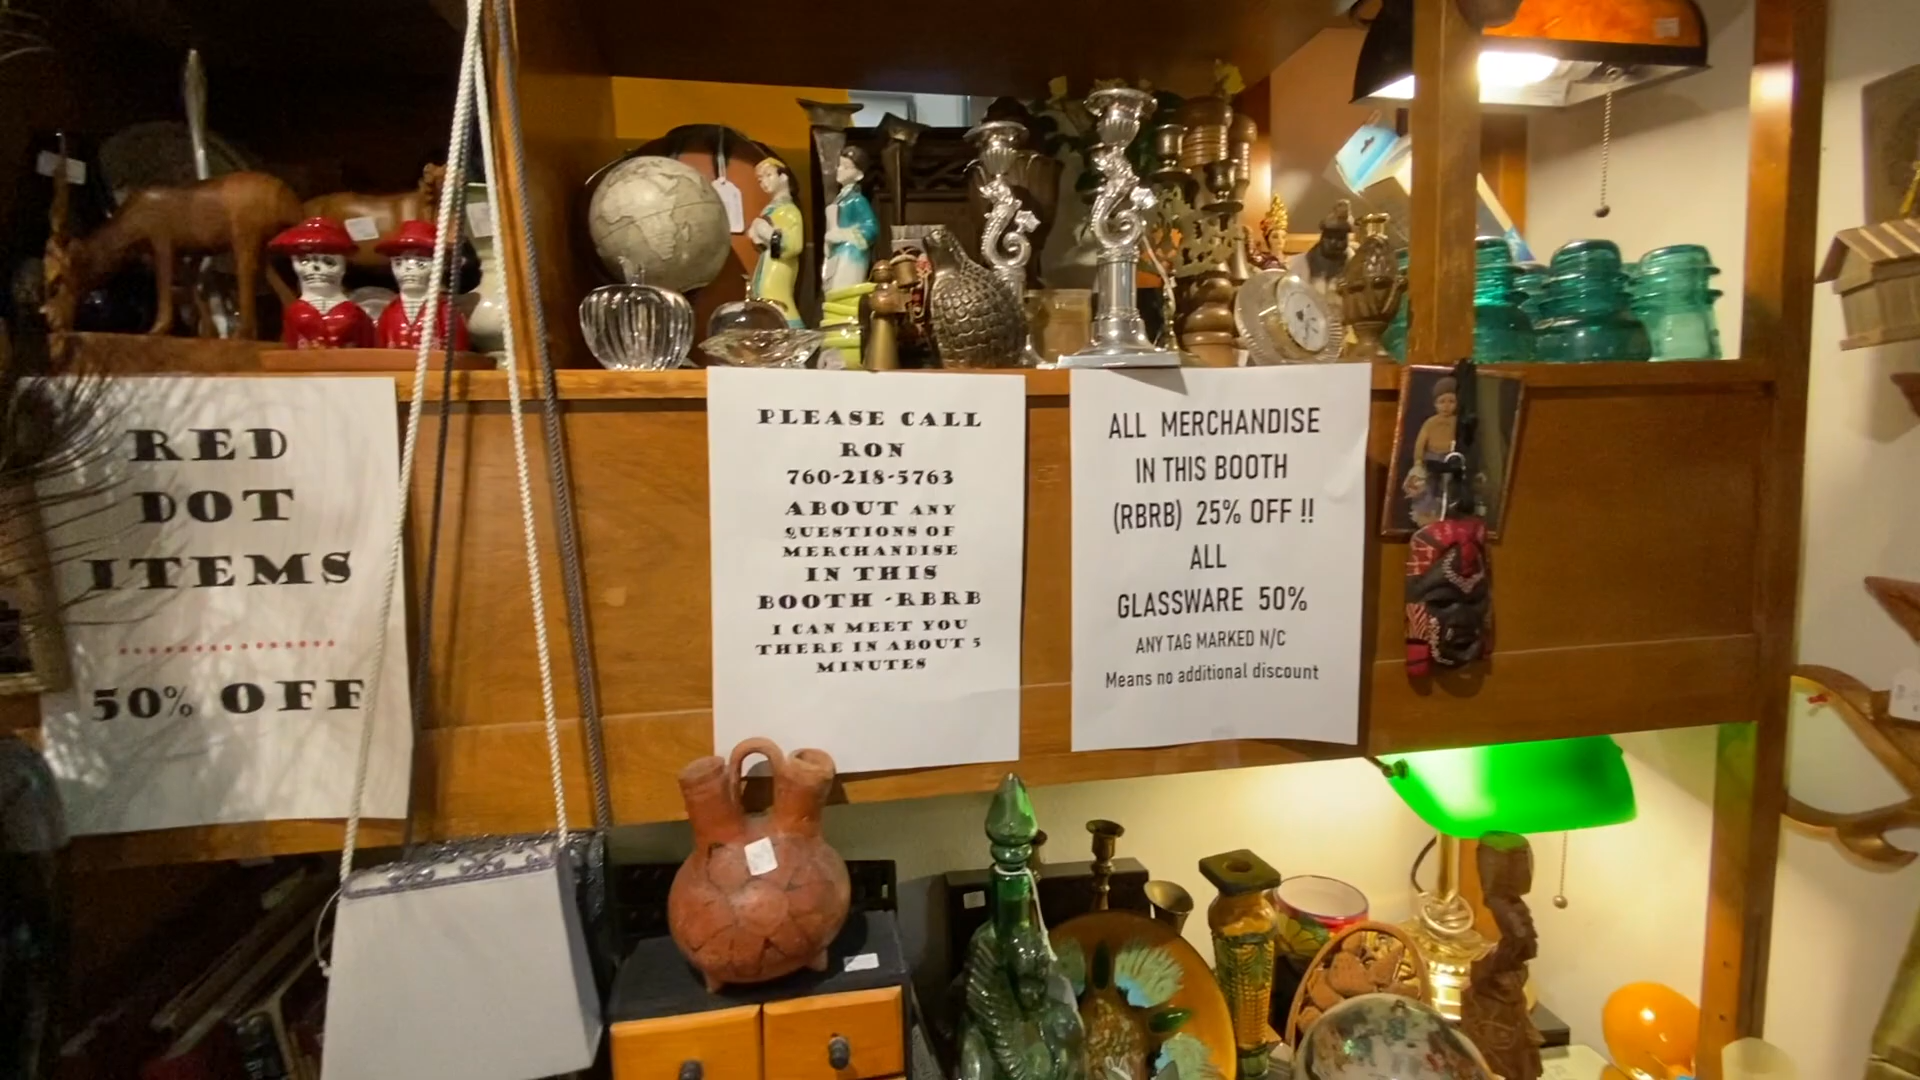 RED
DOT
ITEMS
50% OFF
PLEASE CALL
RON
760-218-5763
ABOUT ANY
QUESTIONS OF
MERCHANDISE
IN THIS
BOOTH -RBRB
I CAN MEET YOU
THERE IN ABOUT 5
MINUTES
ALL MERCHANDISE
IN THIS BOOTH
(RBRB) 25% OFF !!
ALL
GLASSWARE 50%
ANY TAG MARKED N/C
Means no additional discount